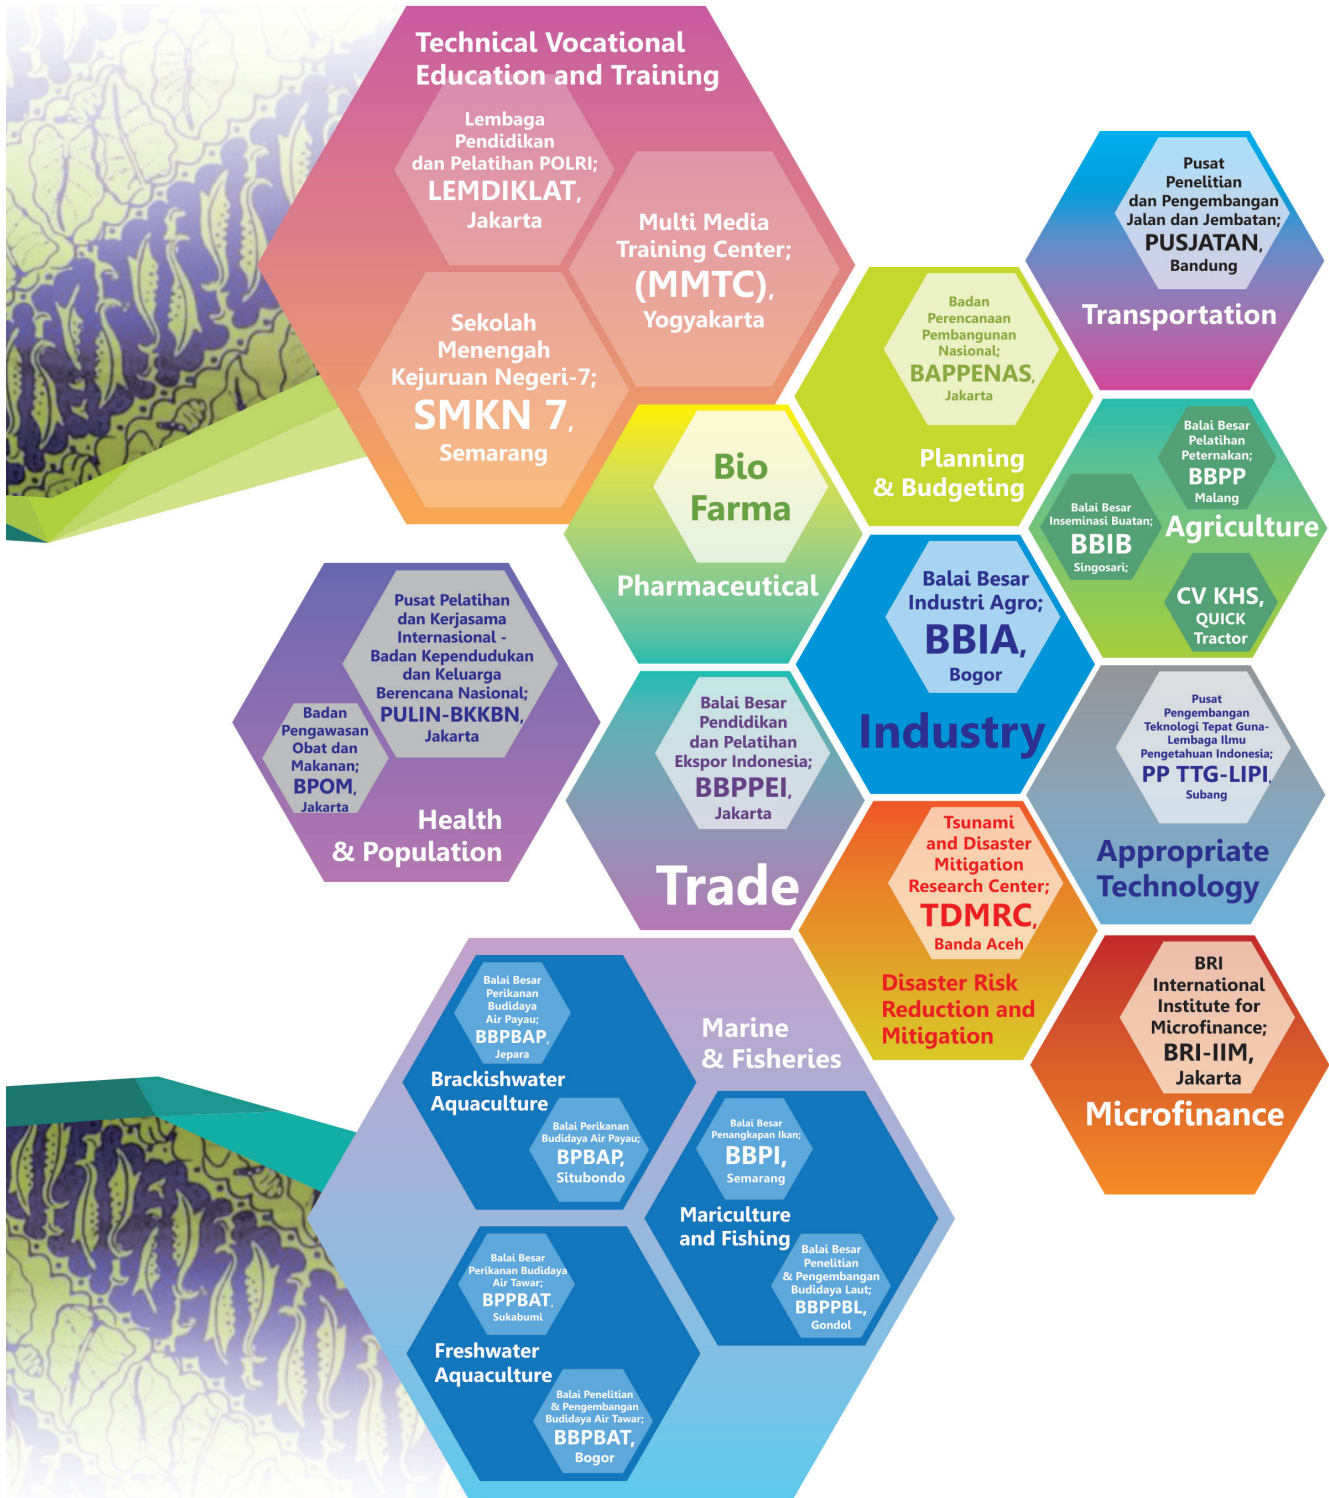 Technical Vocational
Education and Training
Lembaga
Pendidikan
dan Pelatihan POLRI;
LEMDIKLAT,
Jakarta
Multi Media
Training Center;
(MMTC),
Yogyakarta
Sekolah
Menengah
Kejuruan Negeri-7;
SMKN 7,
Semarang
Pusat
Penelitian
dan Pengembangan
Jalan dan Jembatan;
PUSJATAN,
Bandung
Transportation
Badan
Perencanaan
Pembangunan
Nasional;
BAPPENAS,
Jakarta
Planning
& Budgeting
Bio
Farma
Pharmaceutical
Balai Besar
Pelatihan
Peternakan;
BBPP
Malang
Balai Besar
Inseminasi Buatan;
BBIB
Singosari;
Agriculture
CV KHS,
QUICK
Tractor
Balai Besar
Industri Agro;
BBIA,
Bogor
Industry
Pusat Pelatihan
dan Kerjasama
Internasional -
Badan Kependudukan
dan Keluarga
Berencana Nasional;
PULIN-BKKBN,
Jakarta
Badan
Pengawasan
Obat dan
Makanan;
BPOM,
Jakarta
Health
& Population
Balai Besar
Pendidikan
dan Pelatihan
Ekspor Indonesia;
BBPPEI,
Jakarta
Trade
Pusat
Pengembangan
Teknologi Tepat Guna-
Lembaga Ilmu
Pengetahuan Indonesia;
PP TTG-LIPI,
Subang
Appropriate
Technology
Tsunami
and Disaster
Mitigation
Research Center;
TDMRC,
Banda Aceh
Disaster Risk
Reduction and
Mitigation
BRI
International
Institute for
Microfinance;
BRI-IIM,
Jakarta
Microfinance
Marine
& Fisheries
Balai Besar
Perikanan
Budidaya
Air Payau;
BBPBAP,
Jepara
Brackishwater
Aquaculture
Balai Perikanan
Budidaya Air Payau;
BPBAP,
Situbondo
Balai Besar
Penangkapan Ikan;
BBPI,
Semarang
Mariculture
and Fishing
Balai Besar
Penelitian
& Pengembangan
Budidaya Laut;
BBPPBL,
Gondol
Balai Besar
Perikanan Budidaya
Air Tawar;
BPPBAT,
Sukabumi
Freshwater
Aquaculture
Balai Penelitian
& Pengembangan
Budidaya Air Tawar;
BBPBAT,
Bogor